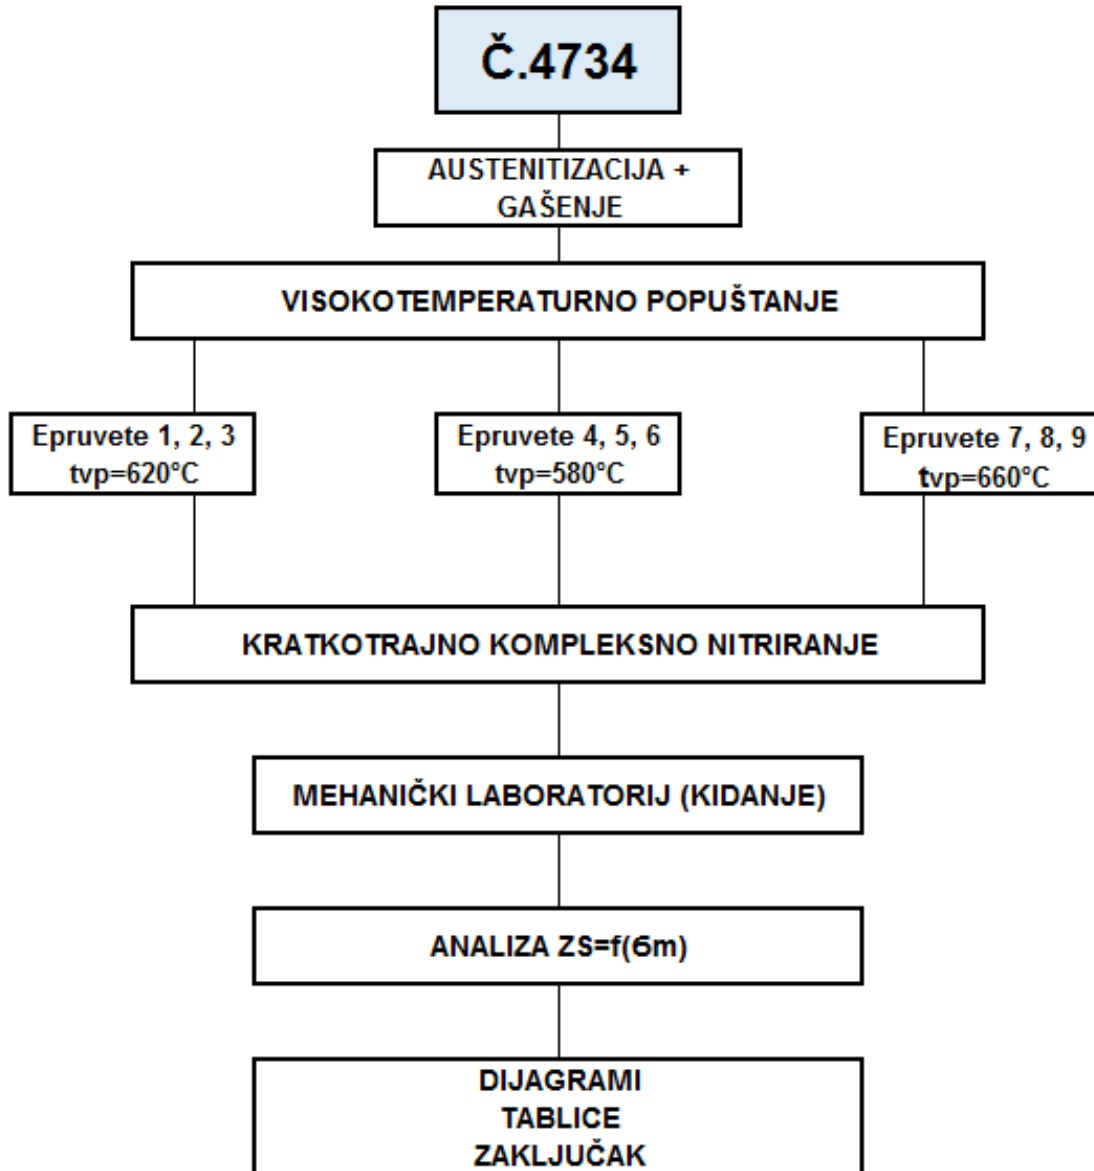 Č.4734
AUSTENITIZACIJA +
GAŠENJE
VISOKOTEMPERATURNO POPUŠTANJE
Epruvete 1, 2, 3
tvp=620°C
Epruvete 4, 5, 6
tvp=580°C
Epruvete 7, 8, 9
tvp=660°C
KRATKOTRAJNO KOMPLEKSNO NITRIRANJE
MEHANIČKI LABORATORIJ (KIDANJE)
ANALIZA ZS=f(Ϭm)
DIJAGRAMI
TABLICE
ZAKLJUČAK